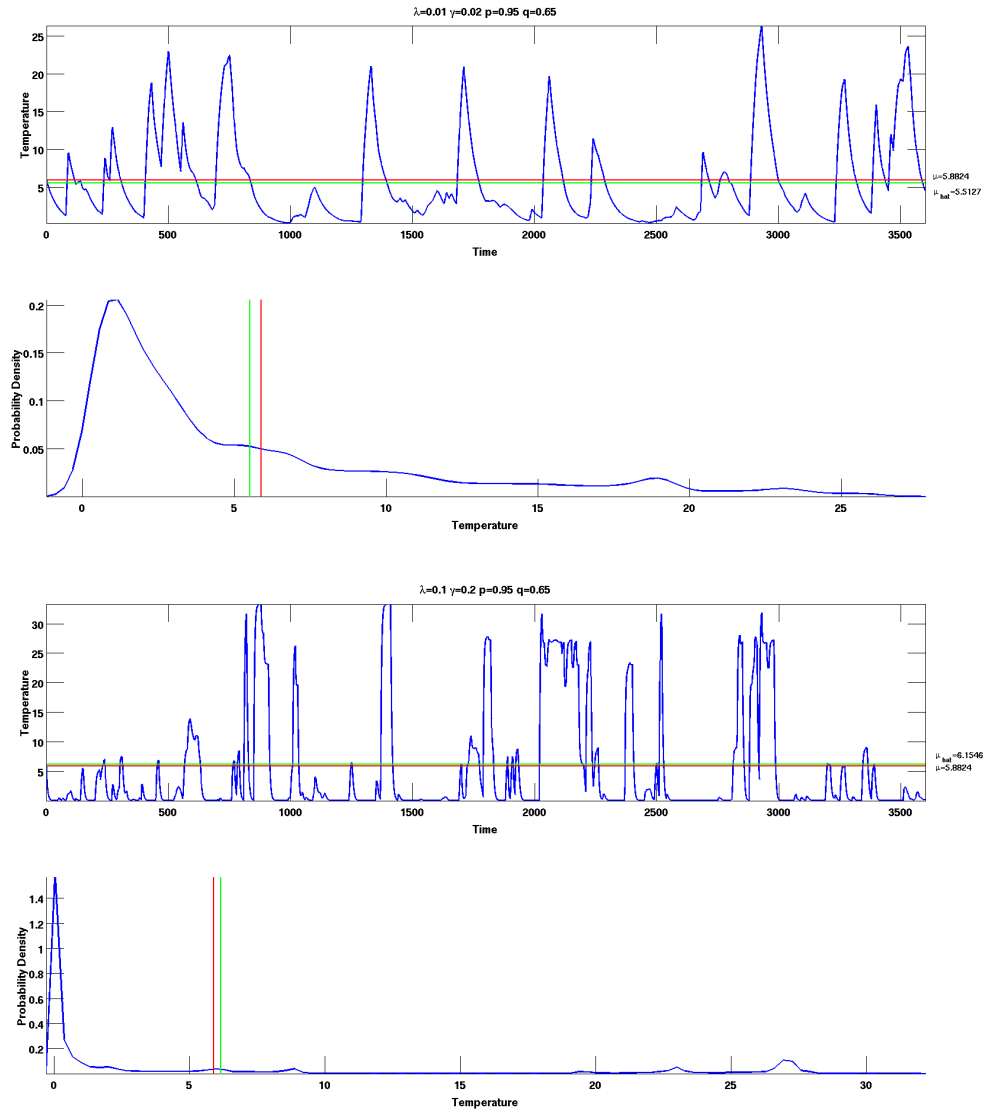 λ=0.01 γ=0.02 p=0.95 q=0.65
Temperature
25
20
15
10
5
μ=5.8824
μ hat=5.5127
0 500 1000 1500 2000 2500 3000 3500
Time
Probability Density
0.2
0.15
0.1
0.05
0 5 10 15 20 25
Temperature
λ=0.1 γ=0.2 p=0.95 q=0.65
Temperature
30
25
20
15
10
5
μ hat=6.1546
μ=5.8824
0 500 1000 1500 2000 2500 3000 3500
Time
Probability Density
1.4
1.2
1
0.8
0.6
0.4
0.2
0 5 10 15 20 25 30
Temperature